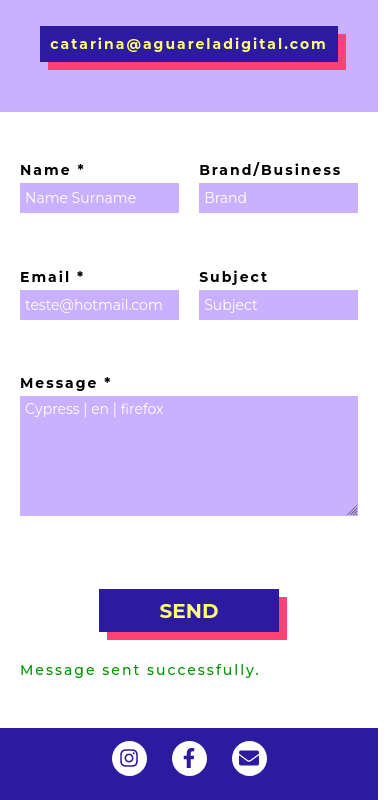 catarina@aguareladigital.com
Name * Brand/Business
Name Surname Brand
Email * Subject
teste@hotmail.com Subject
Message *
Cypress | en | firefox
SEND
Message sent successfully.